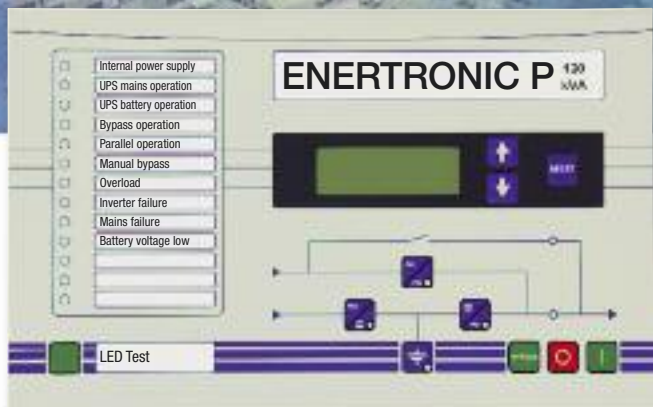 Internal power supply
UPS mains operation
UPS battery operation
Bypass operation
Parallel operation
Manual bypass
Overload
Inverter failure
Mains failure
Battery voltage low
ENERTRONIC P
kVA
LED Test